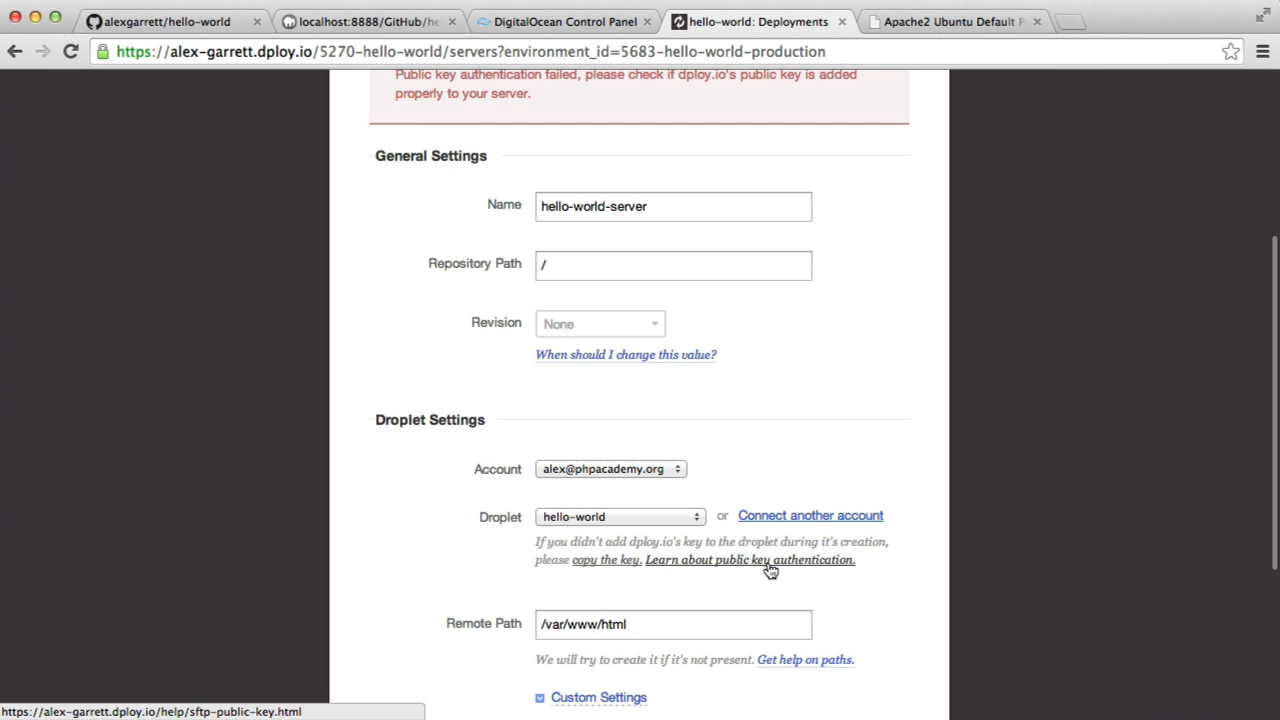 alexgarrett/hello-world
localhost:8888/GitHub/he
DigitalOcean Control Panel
hello-world: Deployments
Apache2 Ubuntu Default P
https://alex-garrett.dploy.io/5270-hello-world/servers?environment_id=5683-hello-world-production
Public key authentication failed, please check if dploy.io's public key is added
properly to your server.
General Settings
Name
hello-world-server
Repository Path
/
Revision
None
When should I change this value?
Droplet Settings
Account
alex@phpacademy.org
Droplet
hello-world
or Connect another account
If you didn't add dploy.io's key to the droplet during it's creation,
please copy the key. Learn about public key authentication.
Remote Path
/var/www/html
We will try to create it if it's not present. Get help on paths.
Custom Settings
https://alex-garrett.dploy.io/help/sftp-public-key.html